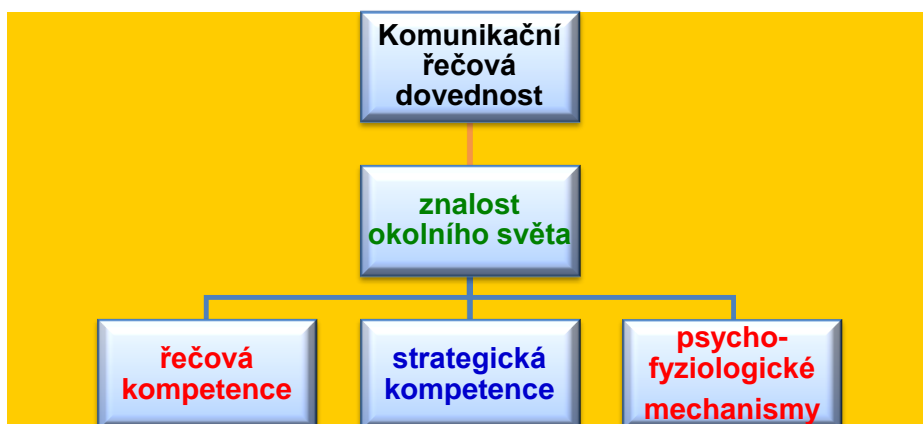 Komunikační
řečová
dovednost
znalost
okolního světa
řečová
kompetence
strategická
kompetence
psycho-
fyziologické
mechanismy